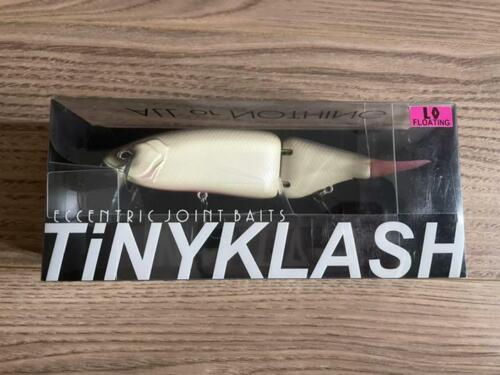 ALL or NOTHING
LO
FLOATING
ECCENTRIC JOINT BAITS
TiNYKLASH